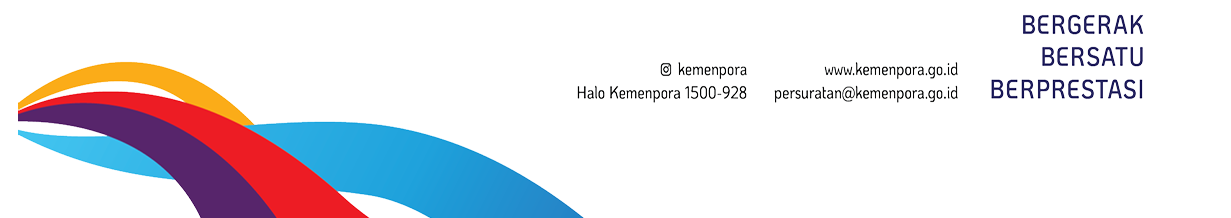 kemenpora
Halo Kemenpora 1500-928
www.kemenpora.go.id
persuratan@kemenpora.go.id
BERGERAK
BERSATU
BERPRESTASI